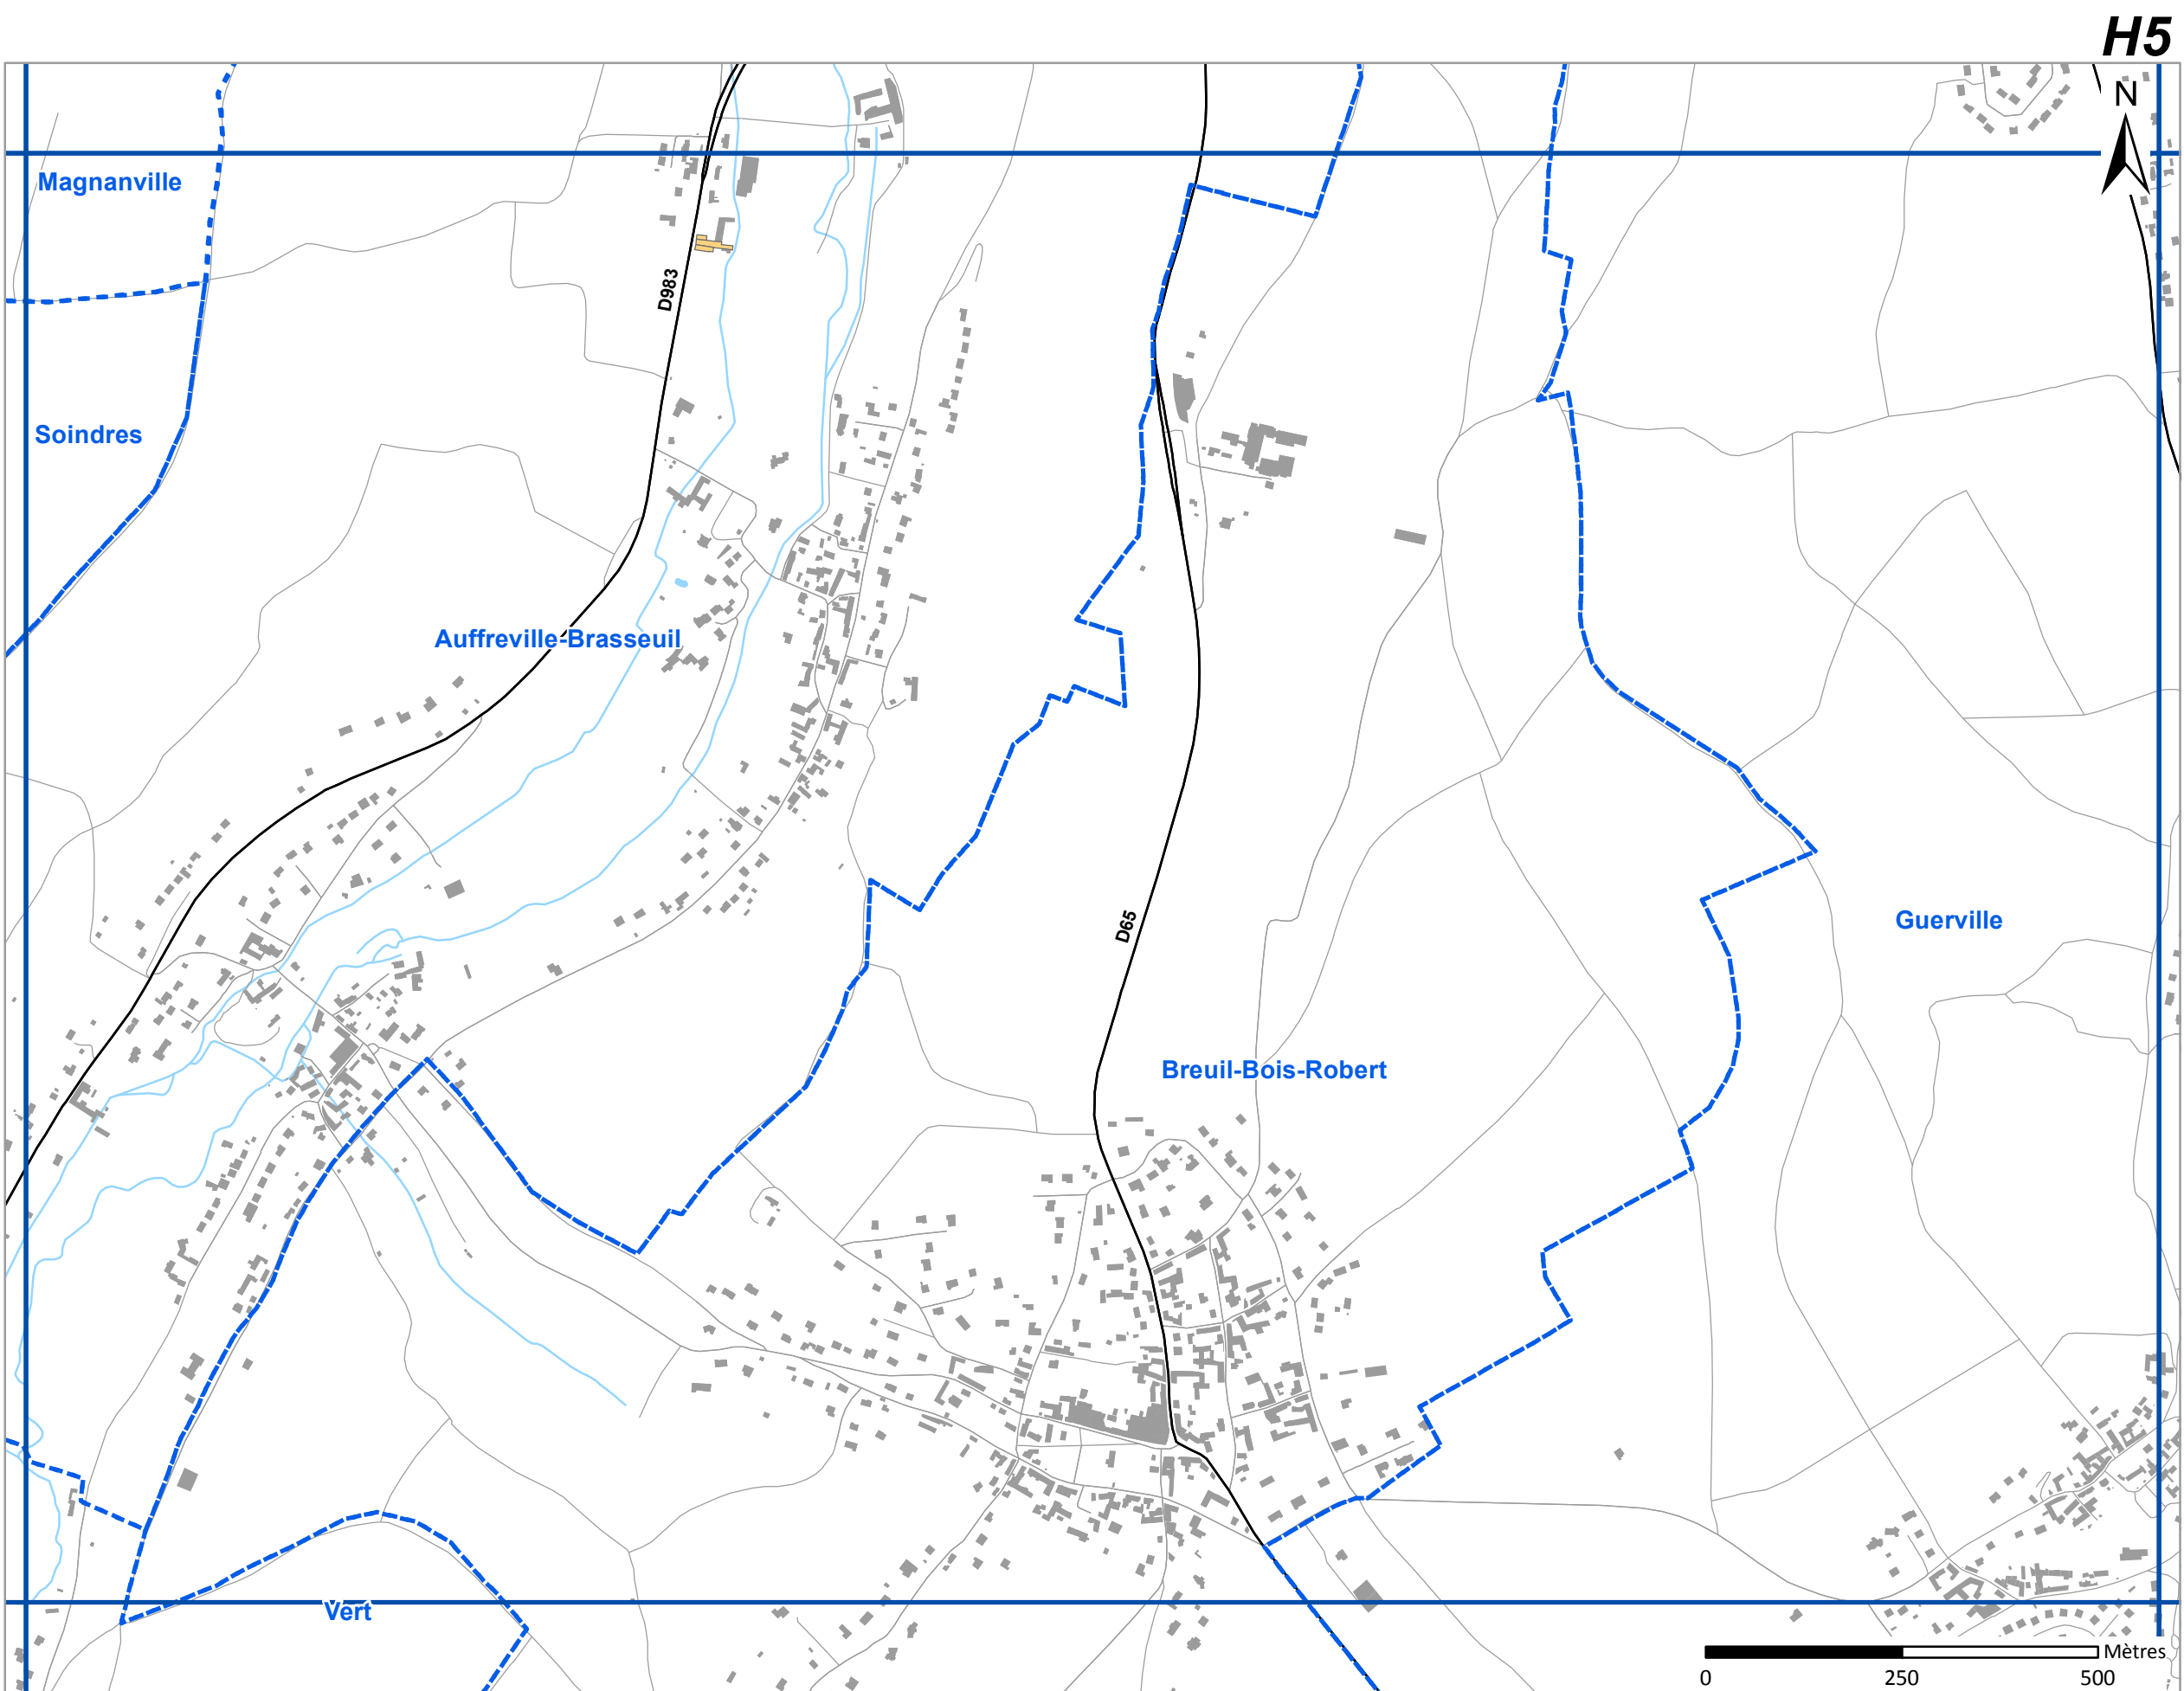 H5
N
Magnanville
D983
Soindres
Auffreville-Brasseuil
Guerville
D65
Breuil-Bois-Robert
Vert
Mètres
0 250 500